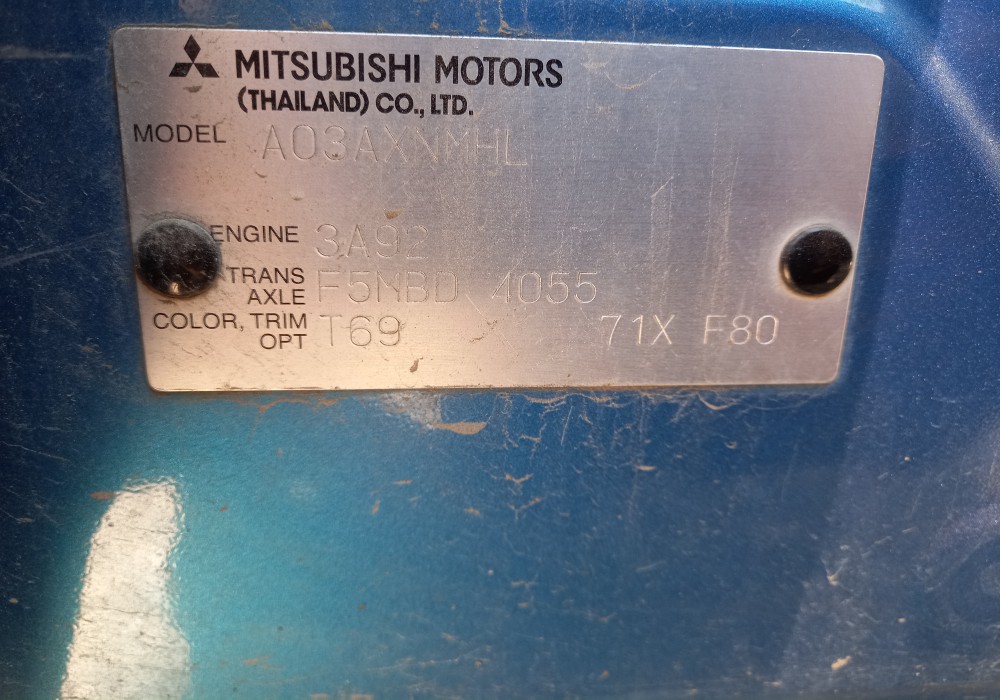 MITSUBISHI MOTORS
(THAILAND) CO., LTD.
MODEL A03AXNMHL
ENGINE 3A92
TRANS AXLE F5MBD 4055
COLOR, TRIM OPT T69 71X F80